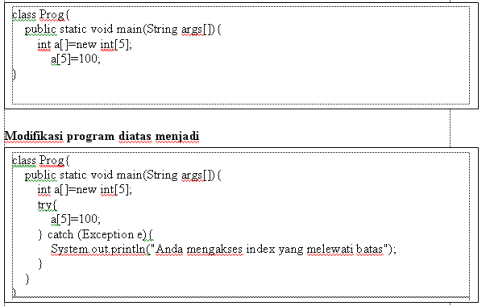 class Prog{
public static void main(String args[]){
int a[]=new int[5];
a[5]=100;
}
Modifikasi program diatas menjadi
class Prog{
public static void main(String args[]){
int a[]=new int[5];
try{
a[5]=100;
} catch (Exception e){
System.out.println("Anda mengakses index yang melewati batas");
}
}
}